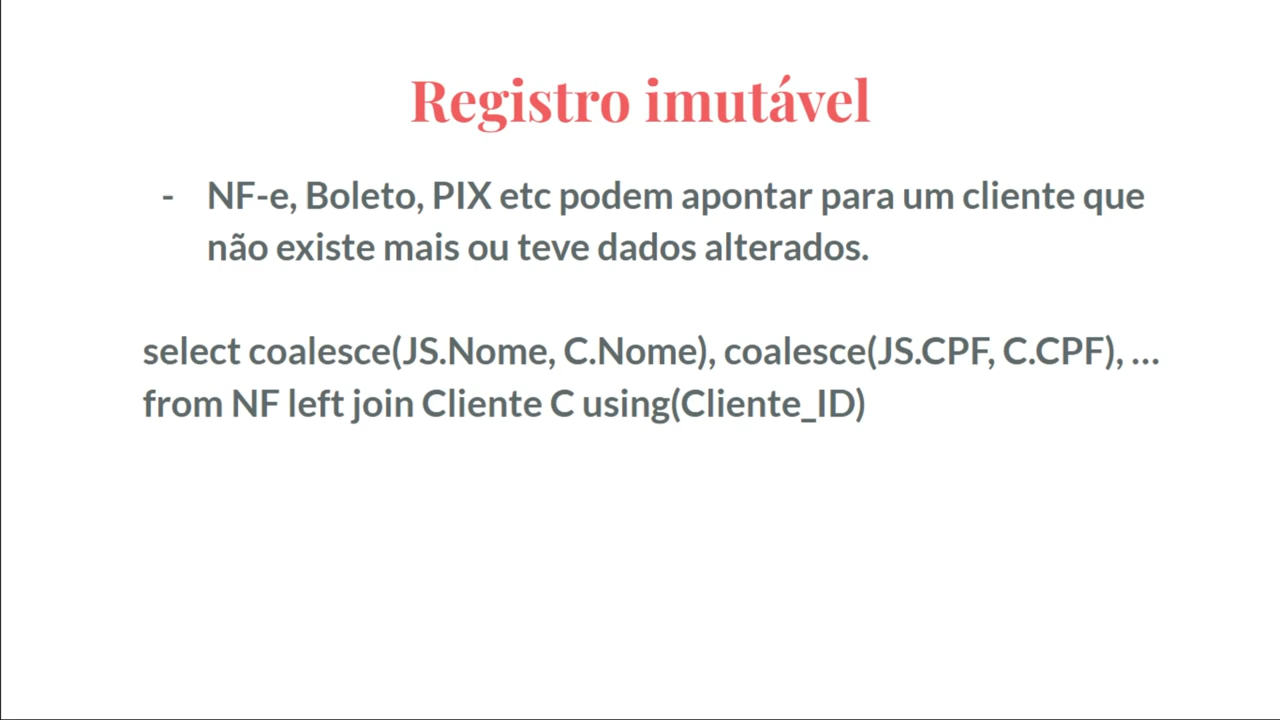 Registro imutável
- NF-e, Boleto, PIX etc podem apontar para um cliente que
não existe mais ou teve dados alterados.
select coalesce(JS.Nome, C.Nome), coalesce(JS.CPF, C.CPF), ...
from NF left join Cliente C using(Cliente_ID)